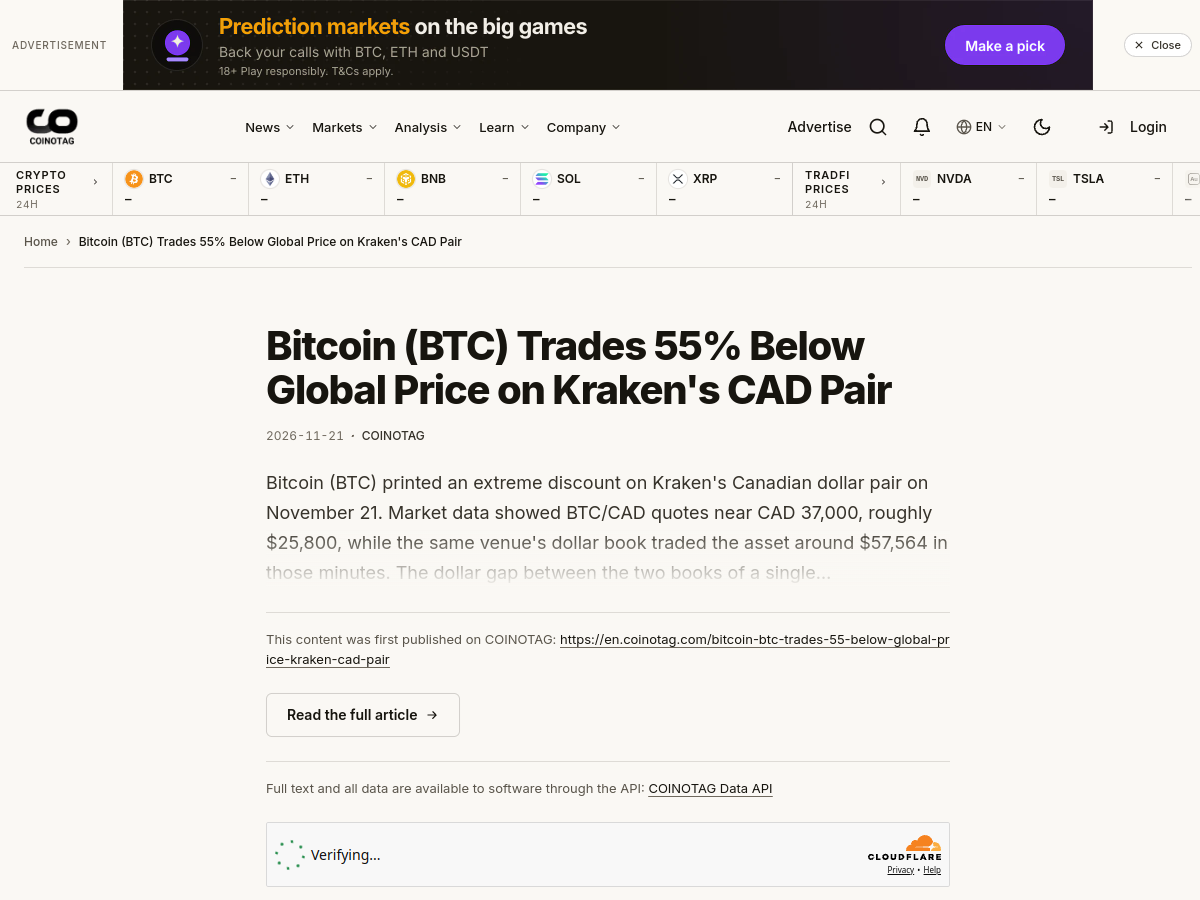 ADVERTISEMENT
Prediction markets on the big games
Back your calls with BTC, ETH and USDT
18+ Play responsibly. T&Cs apply.
Make a pick
✕ Close
CO
COINOTAG
News
Markets
Analysis
Learn
Company
Advertise
EN
Login
CRYPTO PRICES
24H
BTC –
–
ETH –
–
BNB –
–
SOL –
–
XRP –
–
TRADFI PRICES
24H
NVD NVDA –
–
TSL TSLA –
–
Au
–
Home › Bitcoin (BTC) Trades 55% Below Global Price on Kraken's CAD Pair
Bitcoin (BTC) Trades 55% Below
Global Price on Kraken's CAD Pair
2026-11-21 · COINOTAG
Bitcoin (BTC) printed an extreme discount on Kraken's Canadian dollar pair on
November 21. Market data showed BTC/CAD quotes near CAD 37,000, roughly
$25,800, while the same venue's dollar book traded the asset around $57,564 in
those minutes. The dollar gap between the two books of a single...
This content was first published on COINOTAG: https://en.coinotag.com/bitcoin-btc-trades-55-below-global-pr
ice-kraken-cad-pair
Read the full article →
Full text and all data are available to software through the API: COINOTAG Data API
Verifying...
CLOUDFLARE
Privacy • Help